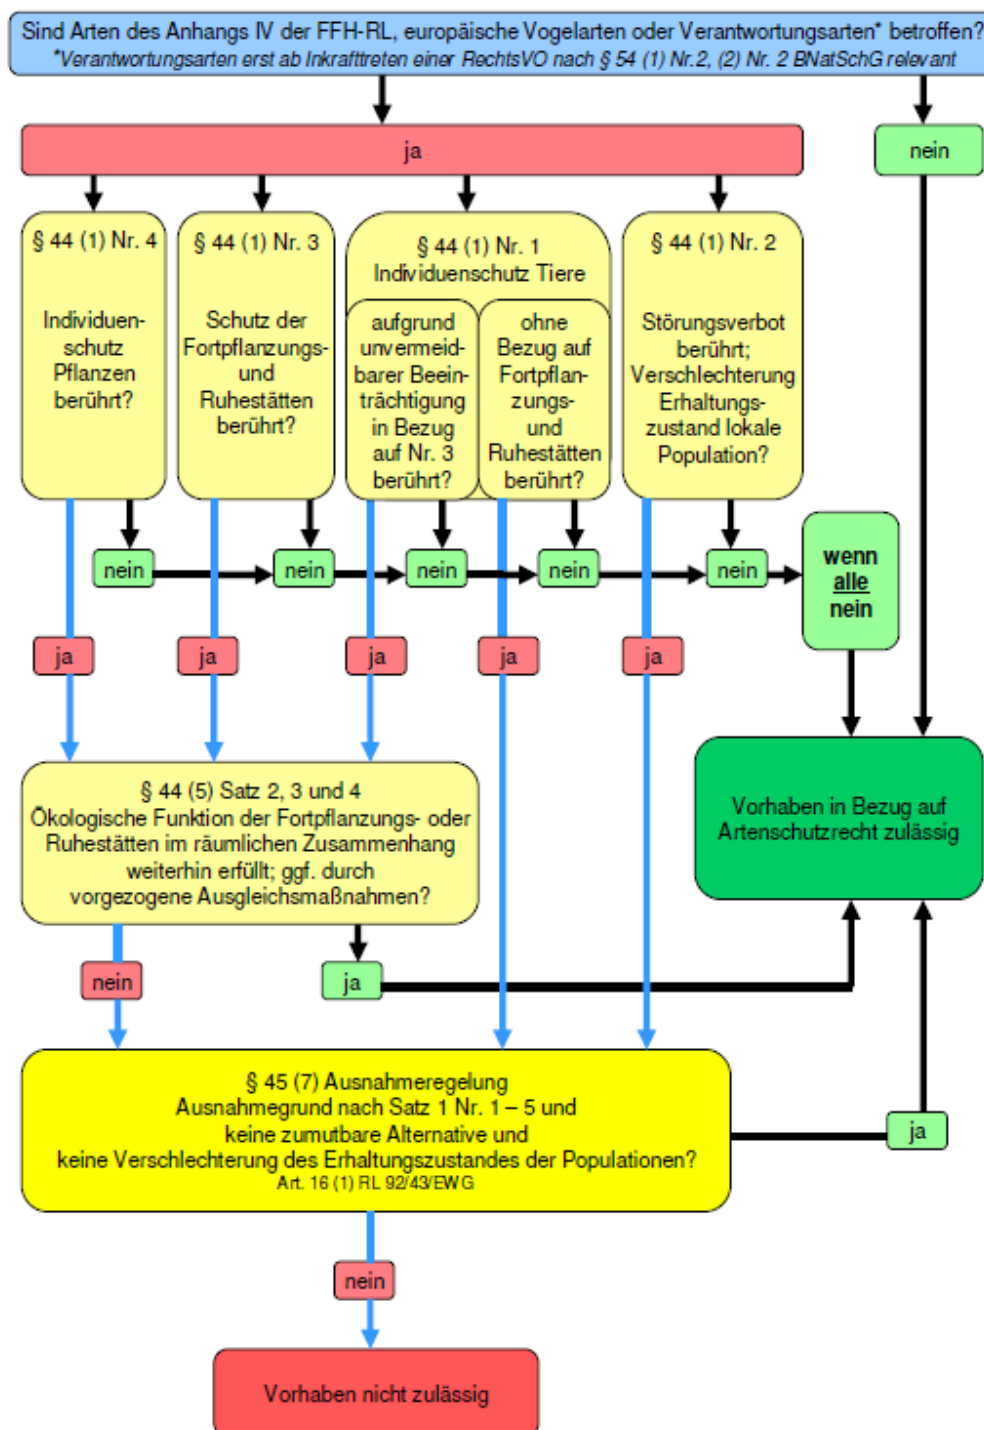 Sind Arten des Anhangs IV der FFH-RL, europäische Vogelarten oder Verantwortungsarten* betroffen?
*Verantwortungsarten erst ab Inkrafttreten einer RechtsVO nach § 54 (1) Nr.2, (2) Nr. 2 BNatSchG relevant
ja
nein
§ 44 (1) Nr. 4
Individuen-
schutz
Pflanzen
berührt?
§ 44 (1) Nr. 3
Schutz der
Fortpflanzungs-
und
Ruhestätten
berührt?
§ 44 (1) Nr. 1
Individuenschutz Tiere
aufgrund
unvermeid-
barer Beein-
trächtigung
in Bezug
auf Nr. 3
berührt?
ohne
Bezug auf
Fortpflan-
zungs-
und
Ruhestätten
berührt?
§ 44 (1) Nr. 2
Störungsverbot
berührt;
Verschlechterung
Erhaltungs-
zustand lokale
Population?
nein
nein
nein
nein
nein
wenn
alle
nein
ja
ja
ja
ja
ja
§ 44 (5) Satz 2, 3 und 4
Ökologische Funktion der Fortpflanzungs- oder
Ruhestätten im räumlichen Zusammenhang
weiterhin erfüllt; ggf. durch
vorgezogene Ausgleichsmaßnahmen?
Vorhaben in Bezug auf
Artenschutzrecht zulässig
nein
ja
§ 45 (7) Ausnahmeregelung
Ausnahmegrund nach Satz 1 Nr. 1 – 5 und
keine zumutbare Alternative und
keine Verschlechterung des Erhaltungszustandes der Populationen?
Art. 16 (1) RL 92/43/EWG
ja
nein
Vorhaben nicht zulässig